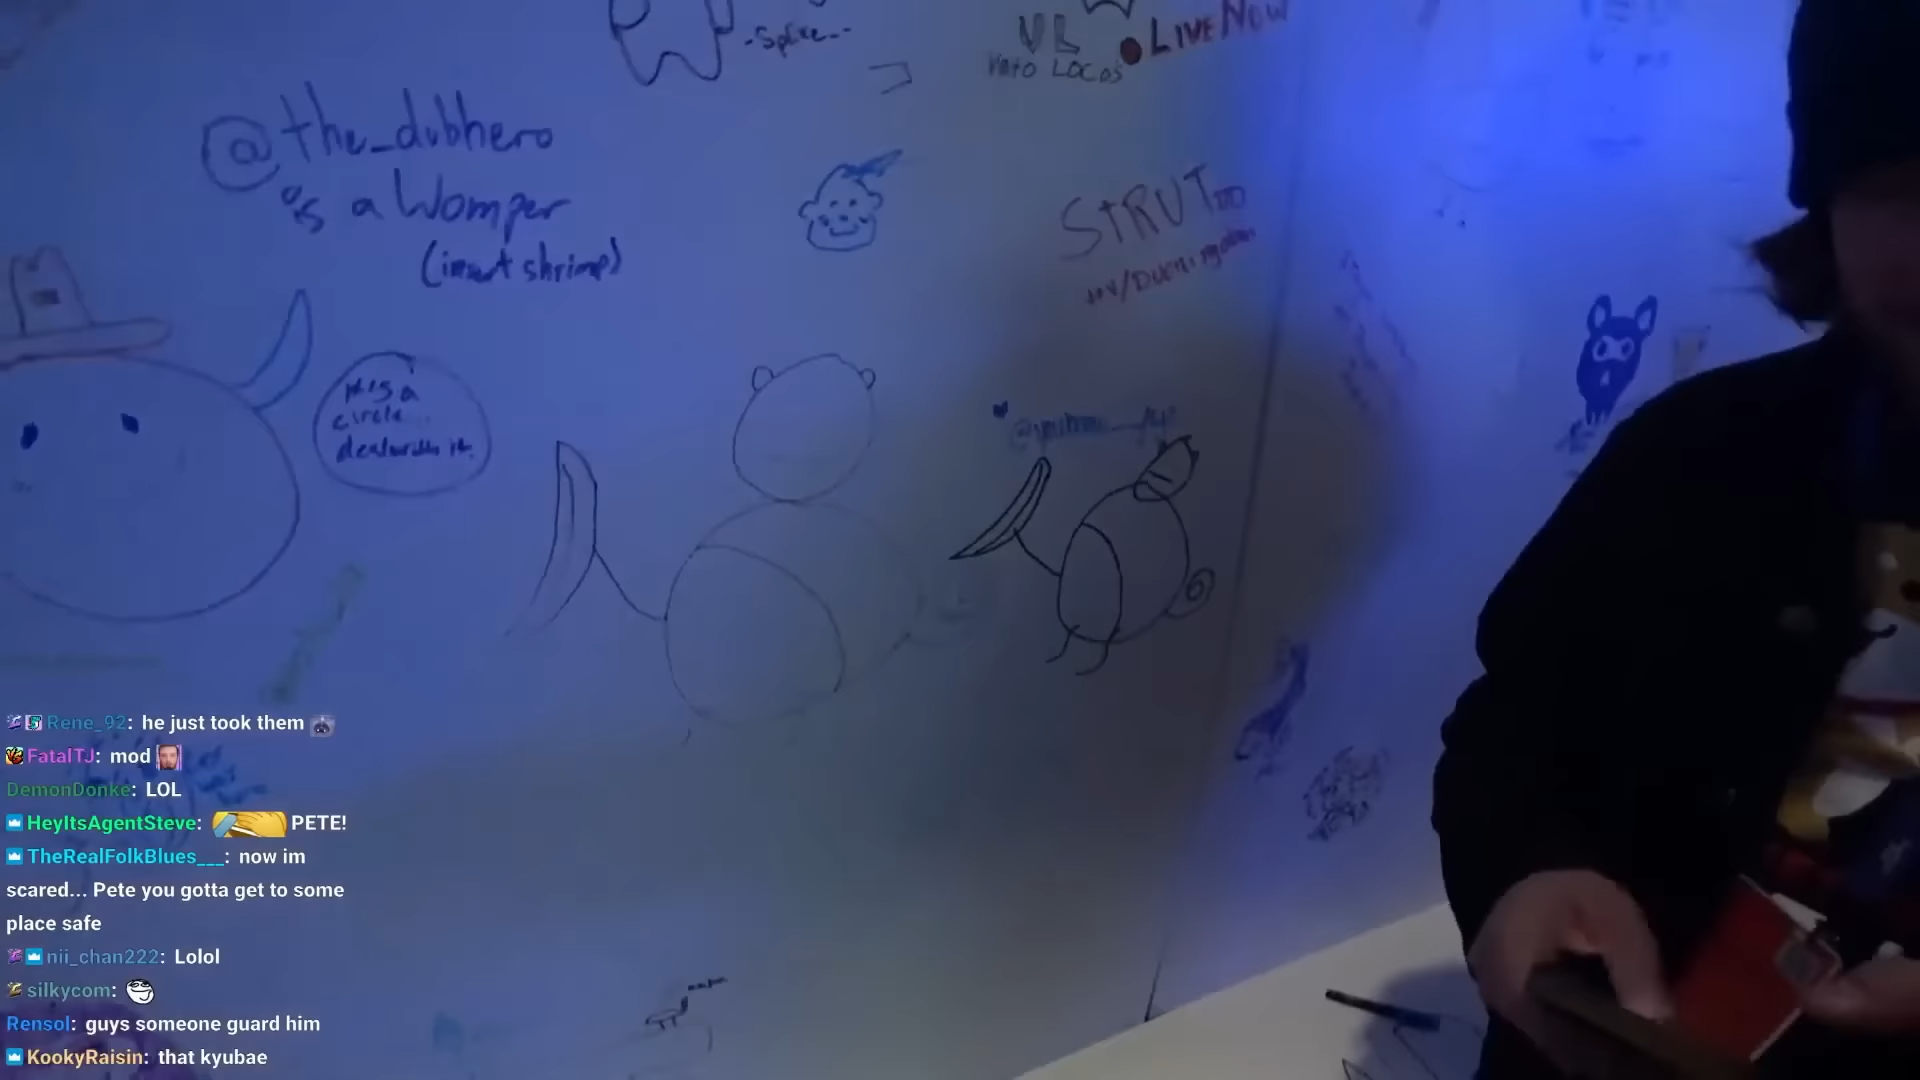 -Spike--
VL
Vato LOCOS
LIVE NOW
@the_dubhero
is a Womper
(insert shrimp)
STRUT
it's a
circle...
deal with it.
Rene_92: he just took them
FatalTJ: mod
DemonDonke: LOL
HeyItsAgentSteve: PETE!
TheRealFolkBlues___: now im
scared... Pete you gotta get to some
place safe
nii_chan222: Lolol
silkycom:
Rensol: guys someone guard him
KookyRaisin: that kyubae